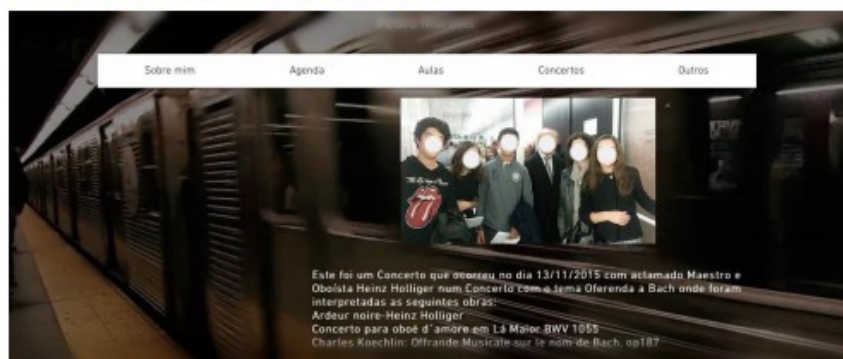 Sobre mim
Agenda
Aulas
Concertos
Outros
Este foi um Concerto que ocorreu no dia 13/11/2015 com aclamado Maestro e
Oboísta Heinz Holliger num Concerto com o tema Oferenda a Bach onde foram
interpretadas as seguintes obras:
Ardeur noire-Heinz Holliger
Concerto para oboé d´amore em Lá Maior BWV 1055
Charles Koechlin: Offrande Musicale sur le nom de Bach, op187